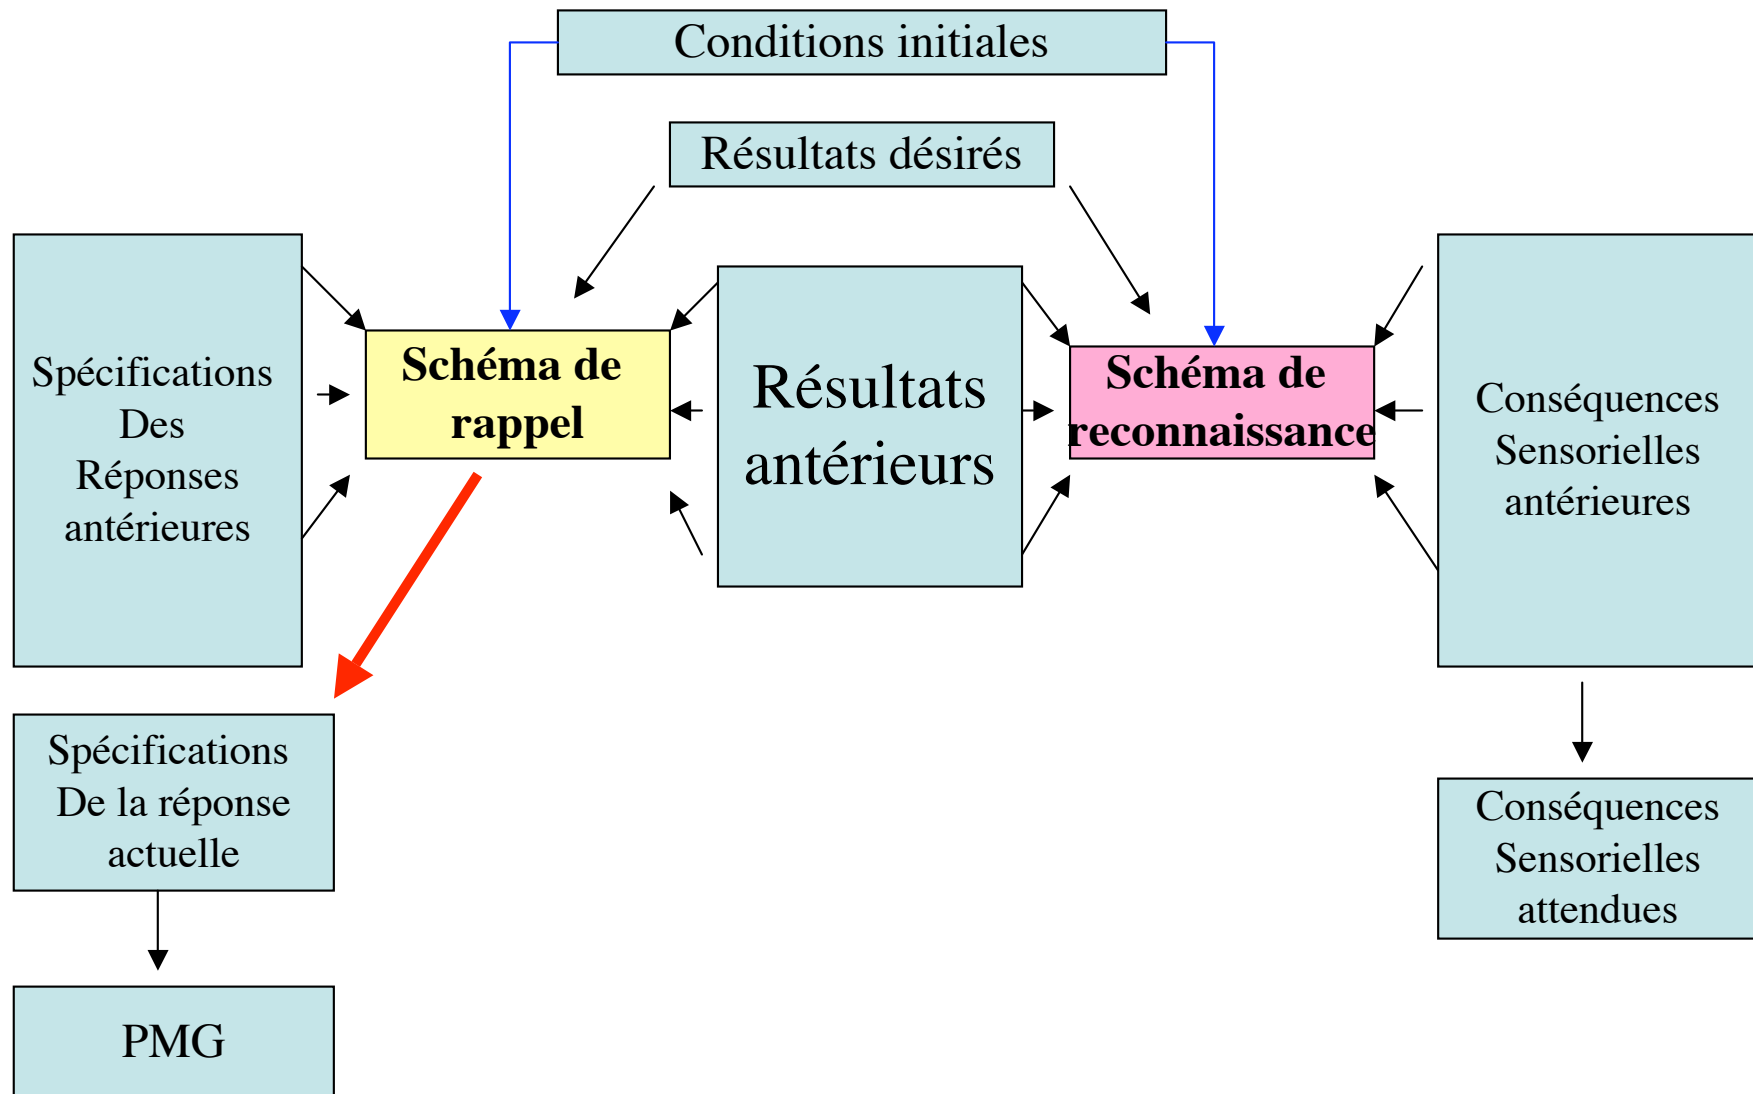 Conditions initiales
Résultats désirés
Spécifications
Des
Réponses
antérieures
Schéma de
rappel
Résultats
antérieurs
Schéma de
reconnaissance
Conséquences
Sensorielles
antérieures
Spécifications
De la réponse
actuelle
Conséquences
Sensorielles
attendues
PMG